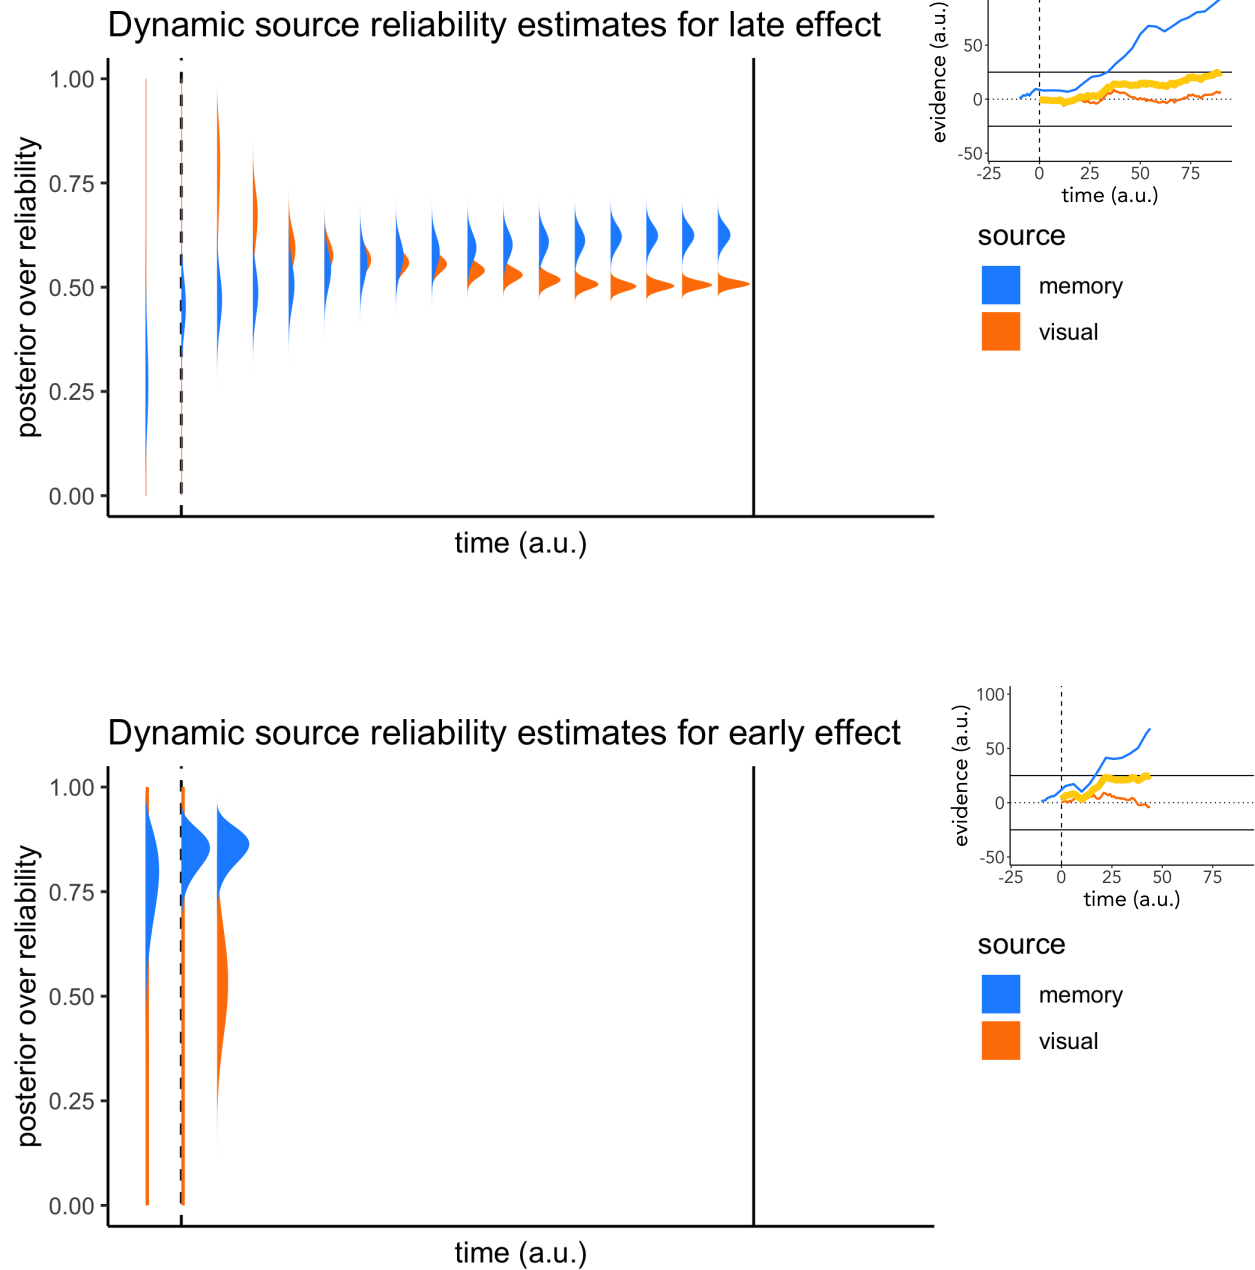 Dynamic source reliability estimates for late effect
posterior over reliability
1.00
0.75
0.50
0.25
0.00
time (a.u.)
evidence (a.u.)
50
0
-50
-25
0
25
50
75
time (a.u.)
source
memory
visual
Dynamic source reliability estimates for early effect
posterior over reliability
1.00
0.75
0.50
0.25
0.00
time (a.u.)
evidence (a.u.)
100
50
0
-50
-25
0
25
50
75
time (a.u.)
source
memory
visual